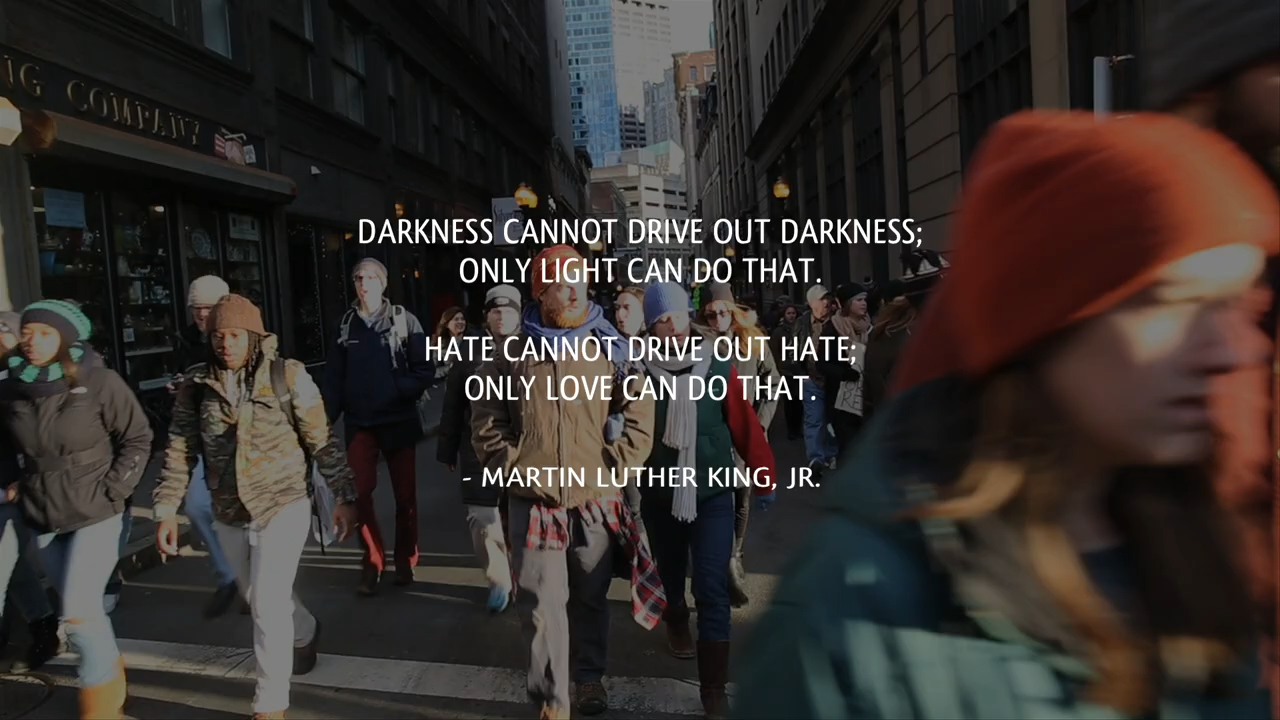 NG COMPANY
DARKNESS CANNOT DRIVE OUT DARKNESS;
ONLY LIGHT CAN DO THAT.
HATE CANNOT DRIVE OUT HATE;
ONLY LOVE CAN DO THAT.
- MARTIN LUTHER KING, JR.